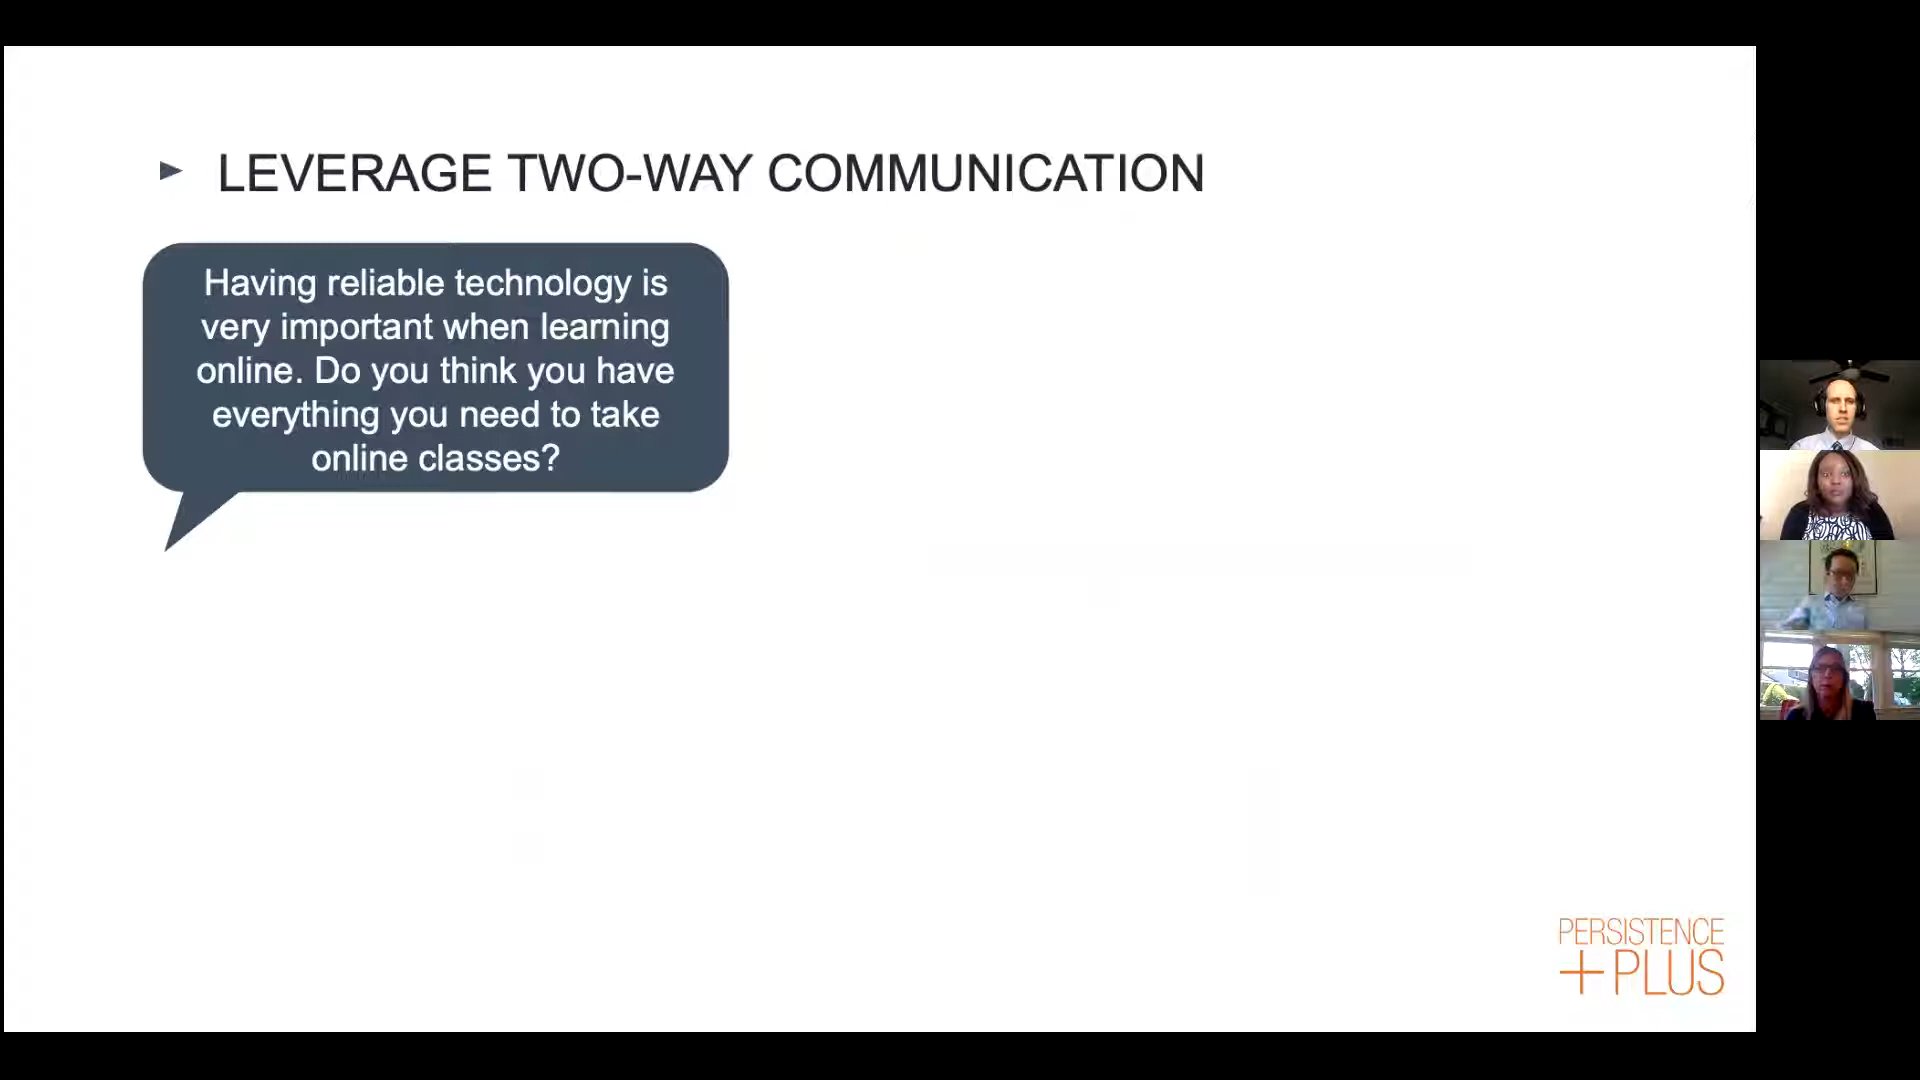 LEVERAGE TWO-WAY COMMUNICATION
Having reliable technology is
very important when learning
online. Do you think you have
everything you need to take
online classes?
PERSISTENCE
+PLUS